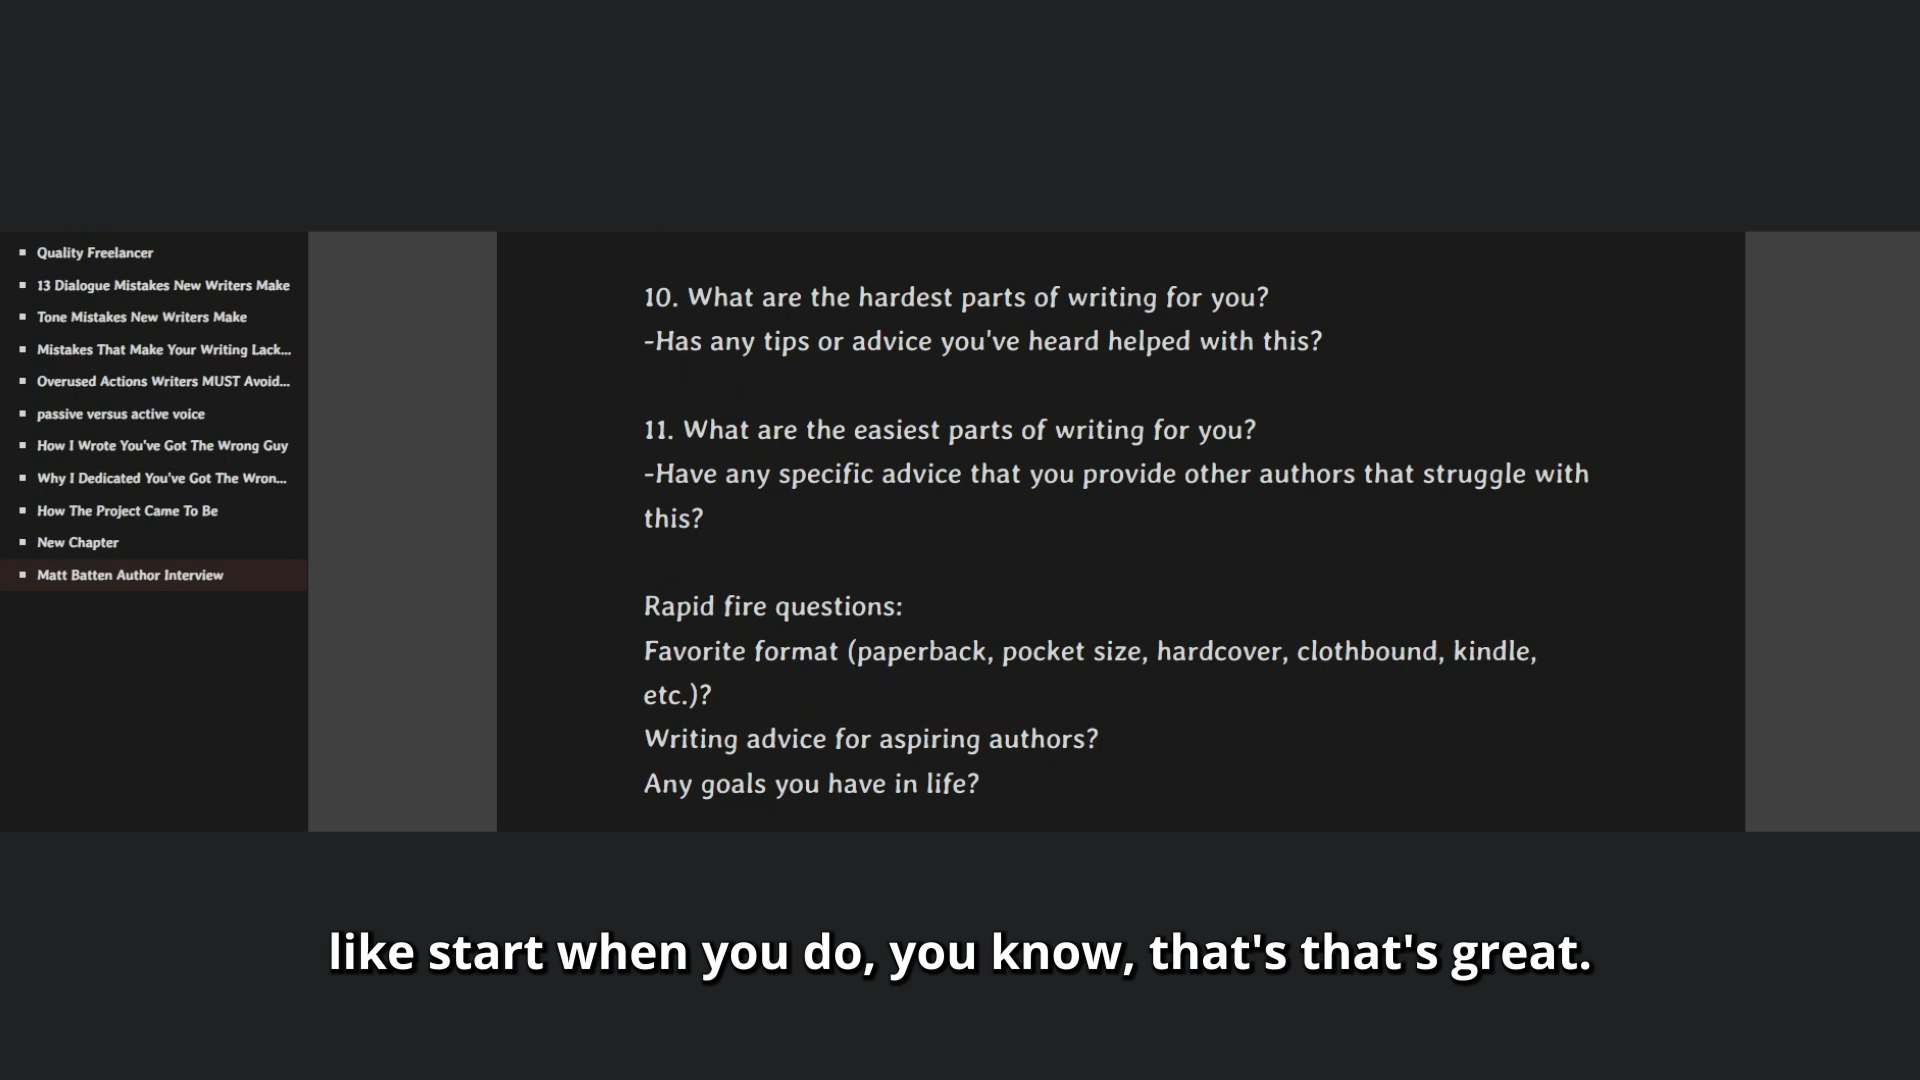 Quality Freelancer
13 Dialogue Mistakes New Writers Make
Tone Mistakes New Writers Make
Mistakes That Make Your Writing Lack...
Overused Actions Writers MUST Avoid...
passive versus active voice
How I Wrote You've Got The Wrong Guy
Why I Dedicated You've Got The Wron...
How The Project Came To Be
New Chapter
Matt Batten Author Interview
10. What are the hardest parts of writing for you?
-Has any tips or advice you've heard helped with this?
11. What are the easiest parts of writing for you?
-Have any specific advice that you provide other authors that struggle with
this?
Rapid fire questions:
Favorite format (paperback, pocket size, hardcover, clothbound, kindle,
etc.)?
Writing advice for aspiring authors?
Any goals you have in life?
like start when you do, you know, that's that's great.